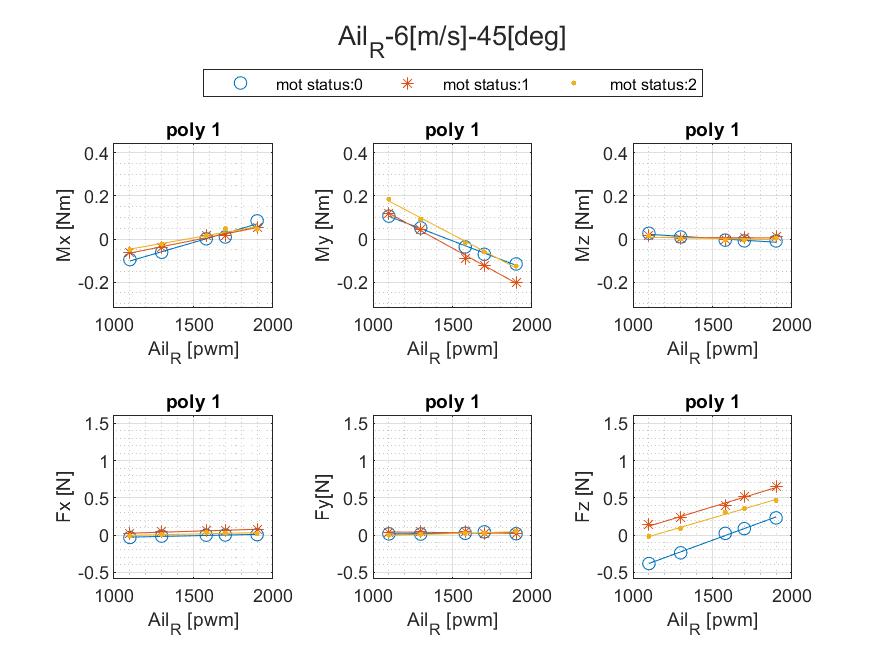 Ail_R-6[m/s]-45[deg]
mot status:0 mot status:1 mot status:2
poly 1 poly 1 poly 1
0.4 0.4 0.4
0.2 0.2 0.2
0 0 0
-0.2 -0.2 -0.2
Mx [Nm] My [Nm] Mz [Nm]
1000 1500 2000 1000 1500 2000 1000 1500 2000
Ail_R [pwm] Ail_R [pwm] Ail_R [pwm]
poly 1 poly 1 poly 1
1.5 1.5 1.5
1 1 1
0.5 0.5 0.5
0 0 0
-0.5 -0.5 -0.5
Fx [N] Fy[N] Fz [N]
1000 1500 2000 1000 1500 2000 1000 1500 2000
Ail_R [pwm] Ail_R [pwm] Ail_R [pwm]